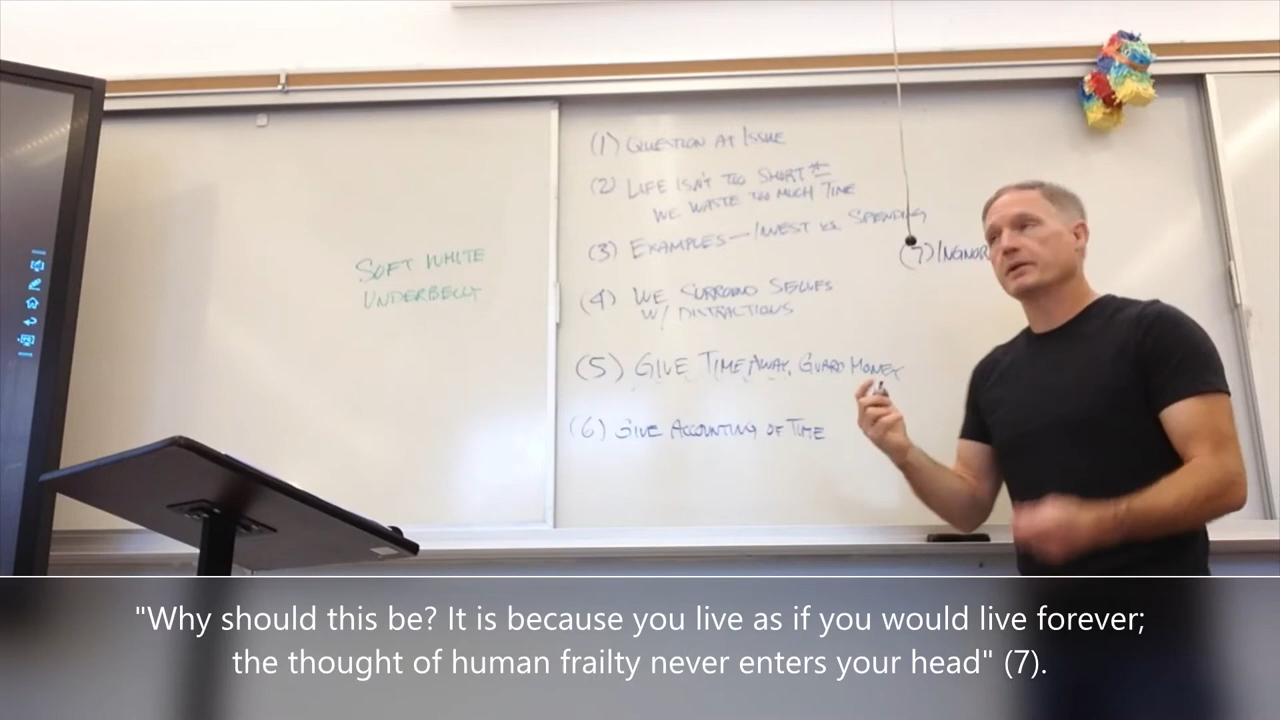 SOFT WHITE
UNDERBELLY
(1) QUESTION AT ISSUE
(2) LIFE ISN'T TOO SHORT
WE WASTE TOO MUCH TIME
(3) EXAMPLES — INVEST VS. SPENDING
(4) WE SURROUND SELVES
W/ DISTRACTIONS
(5) GIVE TIME AWAY, GUARD MONEY
(6) GIVE ACCOUNTING OF TIME
(7) INGNOR
"Why should this be? It is because you live as if you would live forever;
the thought of human frailty never enters your head" (7).